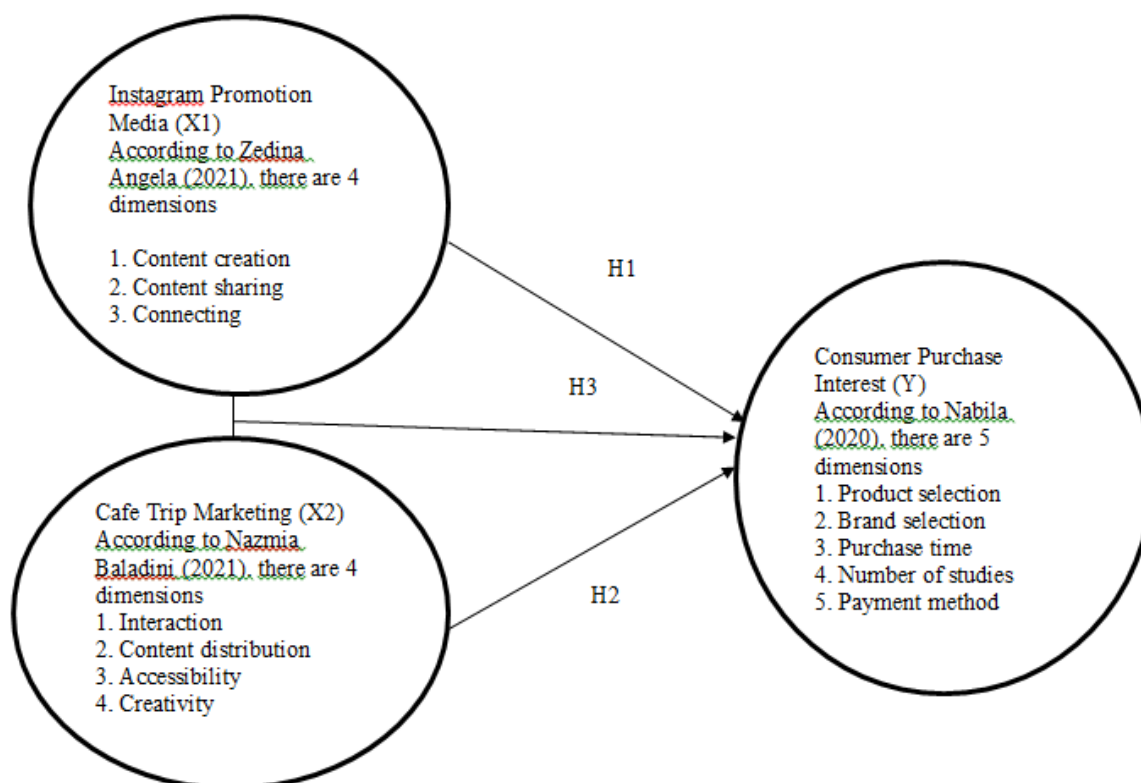 Instagram Promotion
Media (X1)
According to Zedina
Angela (2021), there are 4
dimensions
1. Content creation
2. Content sharing
3. Connecting
H1
H3
Consumer Purchase
Interest (Y)
According to Nabila
(2020), there are 5
dimensions
1. Product selection
2. Brand selection
3. Purchase time
4. Number of studies
5. Payment method
Cafe Trip Marketing (X2)
According to Nazmia
Baladini (2021), there are 4
dimensions
1. Interaction
2. Content distribution
3. Accessibility
4. Creativity
H2